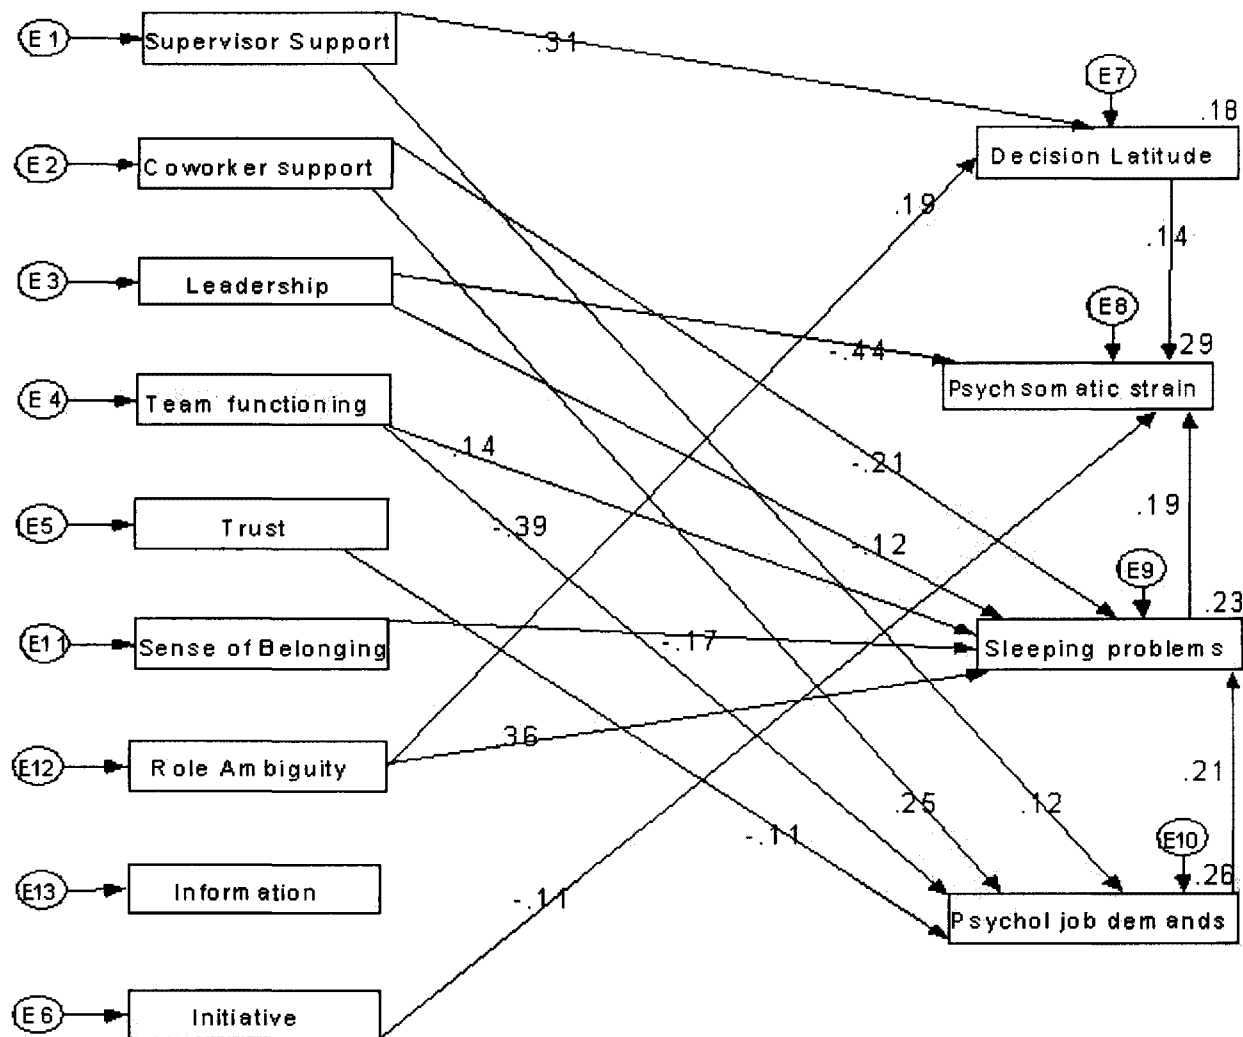 E1
Supervisor Support
.31
E7
.18
Decision Latitude
E2
Coworker support
.19
.14
E3
Leadership
E8
-.44
29
Psychsomatic strain
E4
Team functioning
.14
-.21
.19
E5
Trust
-.39
-.12
E9
.23
E11
Sense of Belonging
-.17
Sleeping problems
E12
Role Ambiguity
36
.21
.25
.12
-.11
E10
.26
E13
Information
-.11
Psychol job demands
E6
Initiative